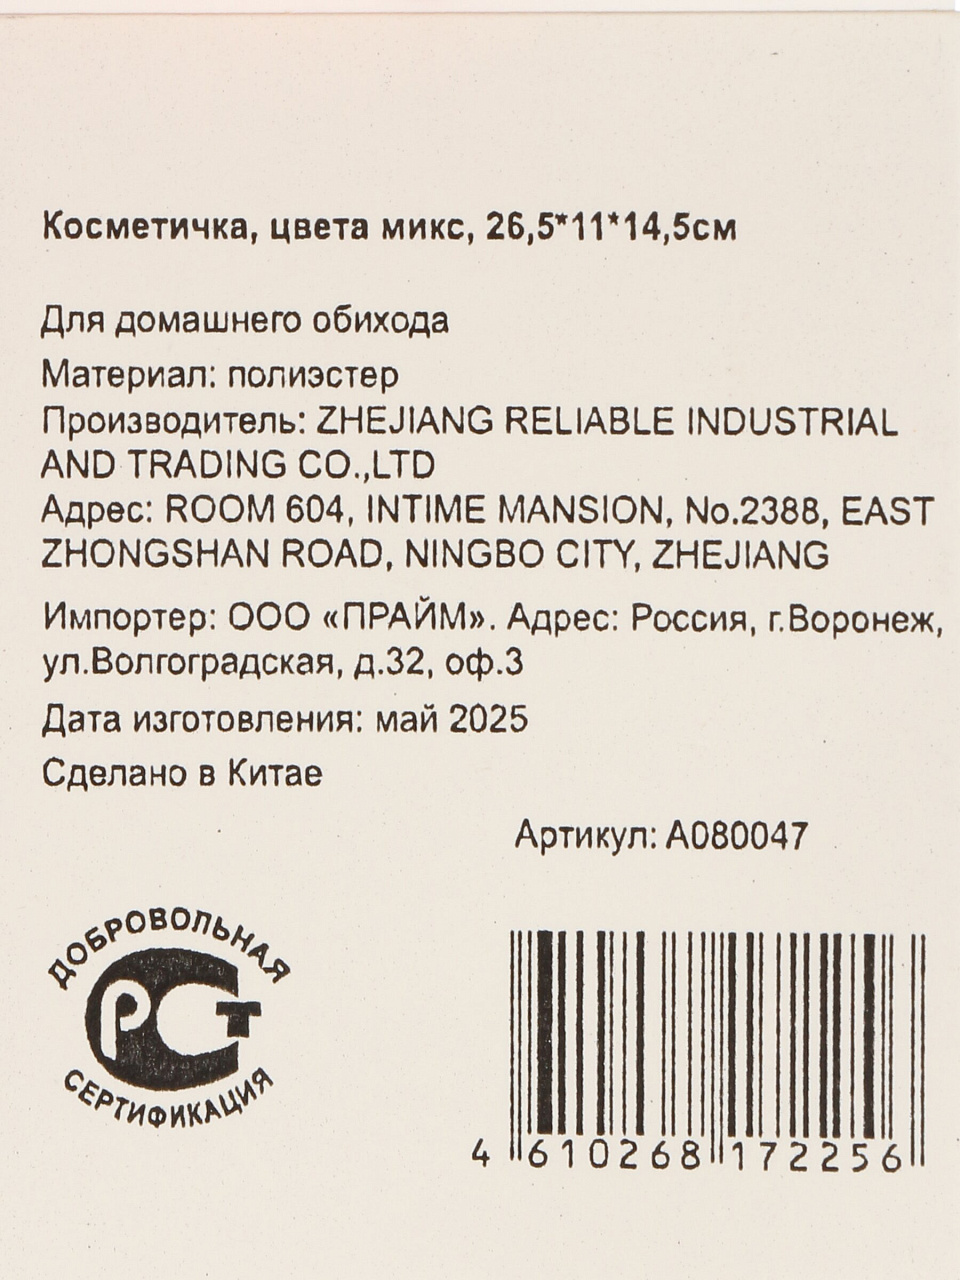 Косметичка, цвета микс, 26,5*11*14,5см
Для домашнего обихода
Материал: полиэстер
Производитель: ZHEJIANG RELIABLE INDUSTRIAL
AND TRADING CO.,LTD
Адрес: ROOM 604, INTIME MANSION, No.2388, EAST
ZHONGSHAN ROAD, NINGBO CITY, ZHEJIANG
Импортер: ООО «ПРАЙМ». Адрес: Россия, г.Воронеж,
ул.Волгоградская, д.32, оф.3
Дата изготовления: май 2025
Сделано в Китае
Артикул: А080047
ДОБРОВОЛЬНАЯ
РСТ
СЕРТИФИКАЦИЯ
4 610268 172256